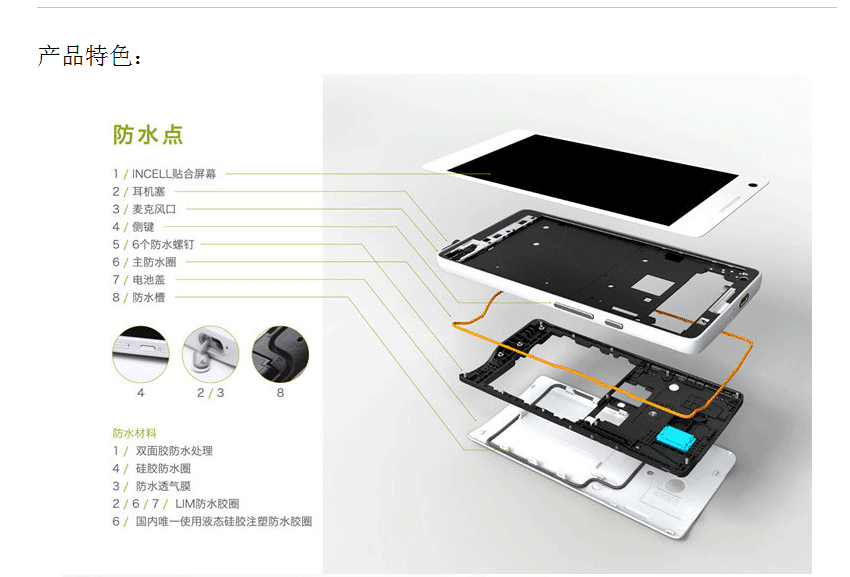 产品特色：
防水点
1 / INCELL贴合屏幕
2 / 耳机塞
3 / 麦克风口
4 / 侧键
5 / 6个防水螺钉
6 / 主防水圈
7 / 电池盖
8 / 防水槽
4
2 / 3
8
防水材料
1 / 双面胶防水处理
4 / 硅胶防水圈
3 / 防水透气膜
2 / 6 / 7 / LIM防水胶圈
6 / 国内唯一使用液态硅胶注塑防水胶圈